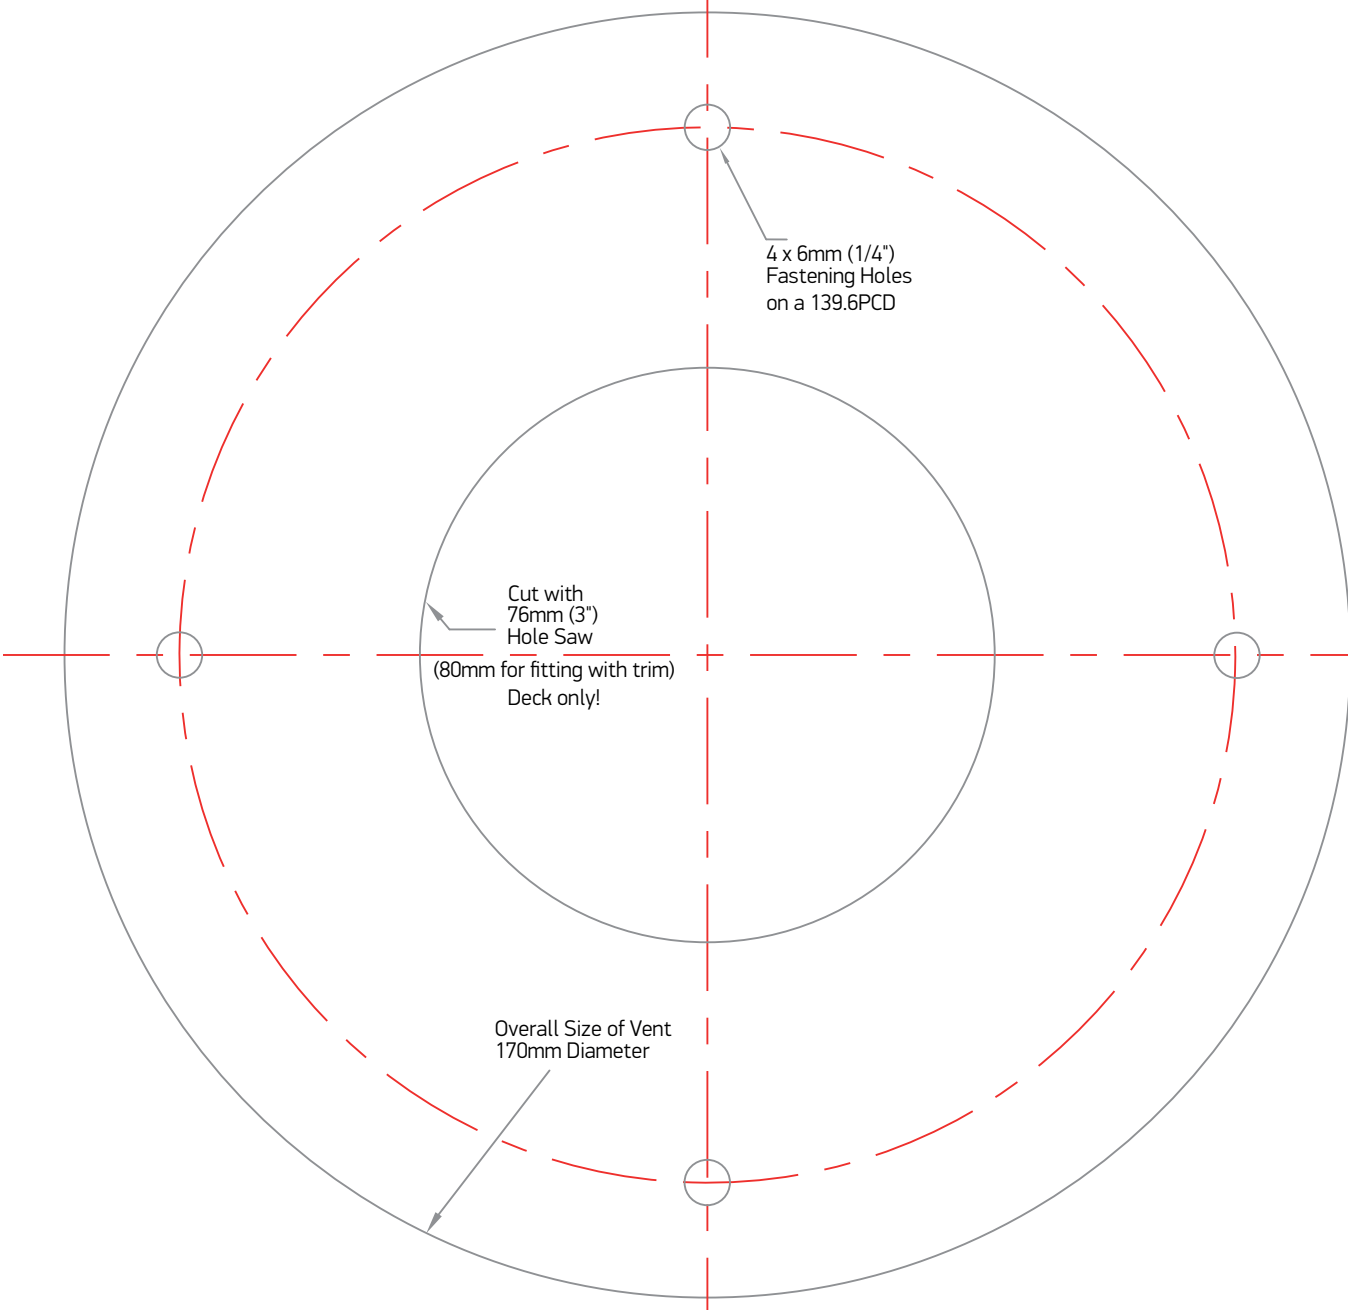 4 x 6mm (1/4")
Fastening Holes
on a 139.6PCD
Cut with
76mm (3")
Hole Saw
(80mm for fitting with trim)
Deck only!
Overall Size of Vent
170mm Diameter